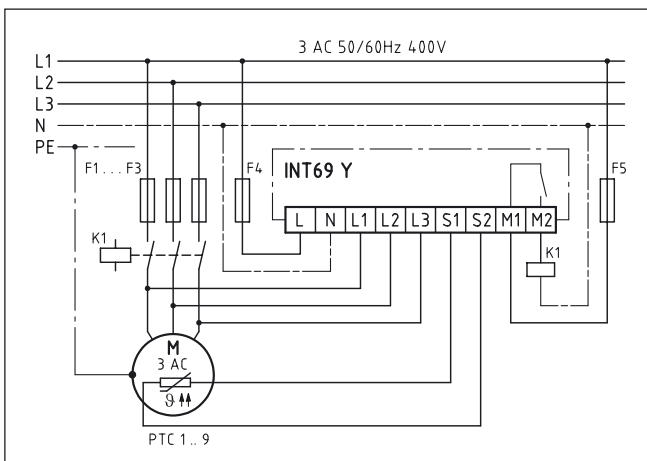 3 AC 50/60Hz 400V
L1
L2
L3
N
PE
F1...F3
F4
INT69 Y
F5
L N L1 L2 L3 S1 S2 M1 M2
K1
K1
M
3 AC
ϑ
PTC 1..9